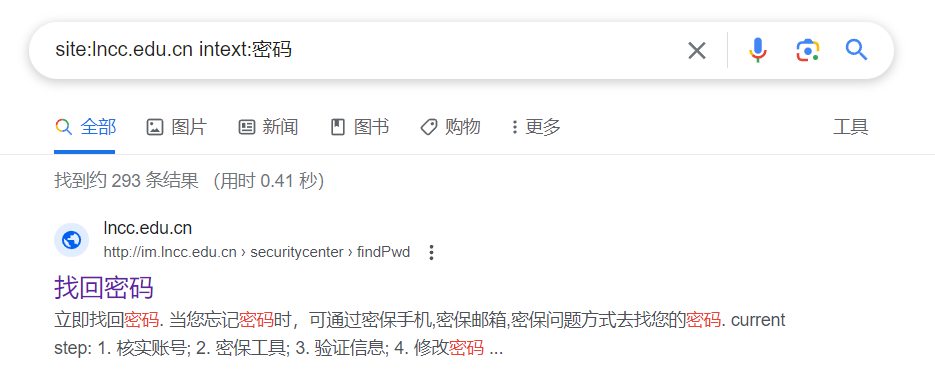 site:lncc.edu.cn intext:密码
全部 图片 新闻 图书 购物 更多 工具
找到约 293 条结果 （用时 0.41 秒）
lncc.edu.cn
http://im.lncc.edu.cn › securitycenter › findPwd
找回密码
立即找回密码. 当您忘记密码时，可通过密保手机,密保邮箱,密保问题方式去找您的密码. current
step: 1. 核实账号; 2. 密保工具; 3. 验证信息; 4. 修改密码 ...